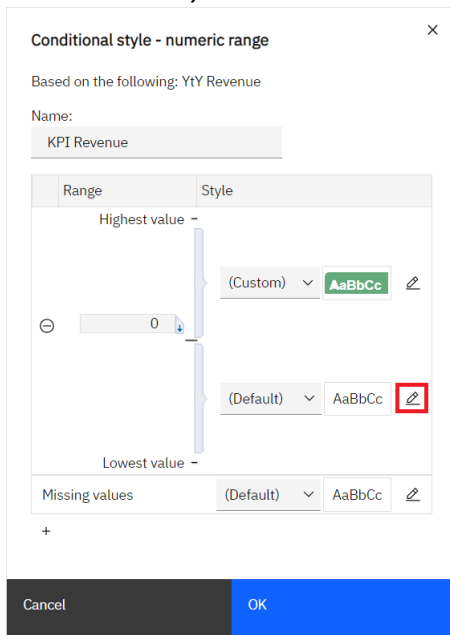 Conditional style - numeric range
Based on the following: YtY Revenue
Name:
KPI Revenue
Range Style
Highest value
(Custom) AaBbCc
0
(Default) AaBbCc
Lowest value
Missing values (Default) AaBbCc
+
Cancel OK